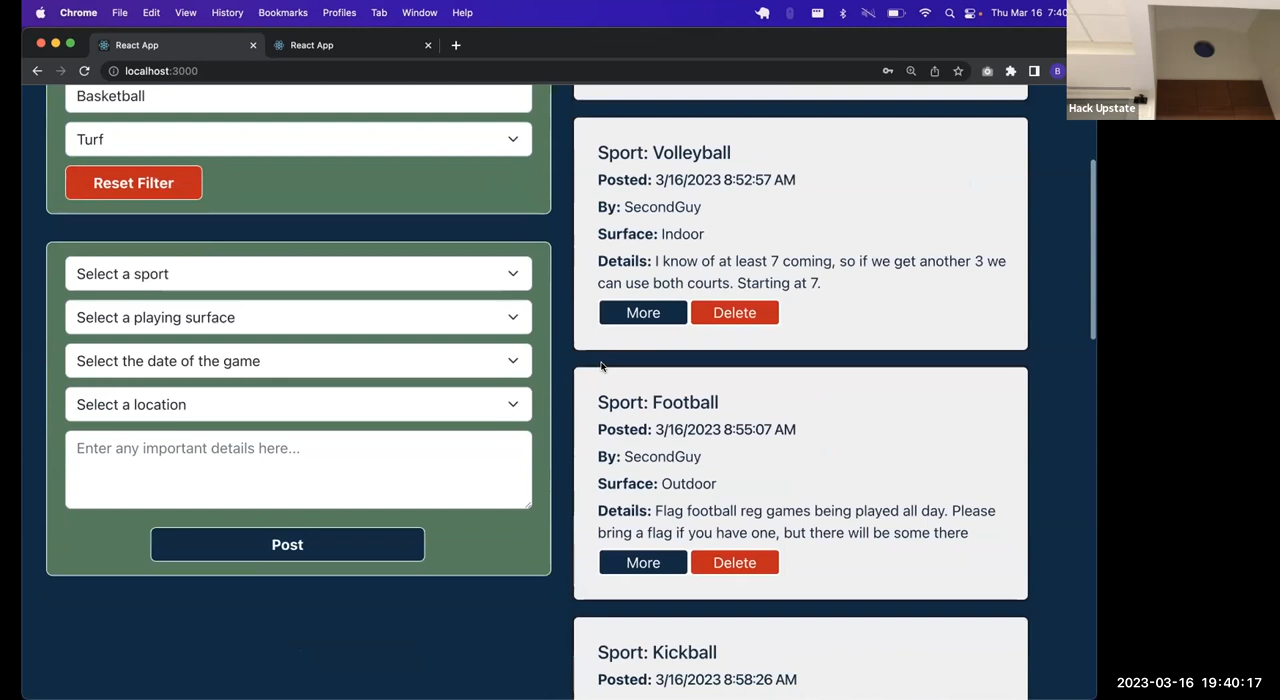 Chrome File Edit View History Bookmarks Profiles Tab Window Help Thu Mar 16 7:40
React App React App
localhost:3000 B
Hack Upstate
Basketball
Turf
Reset Filter
Select a sport
Select a playing surface
Select the date of the game
Select a location
Enter any important details here...
Post
Sport: Volleyball
Posted: 3/16/2023 8:52:57 AM
By: SecondGuy
Surface: Indoor
Details: I know of at least 7 coming, so if we get another 3 we
can use both courts. Starting at 7.
More Delete
Sport: Football
Posted: 3/16/2023 8:55:07 AM
By: SecondGuy
Surface: Outdoor
Details: Flag football reg games being played all day. Please
bring a flag if you have one, but there will be some there
More Delete
Sport: Kickball
Posted: 3/16/2023 8:58:26 AM
2023-03-16 19:40:17